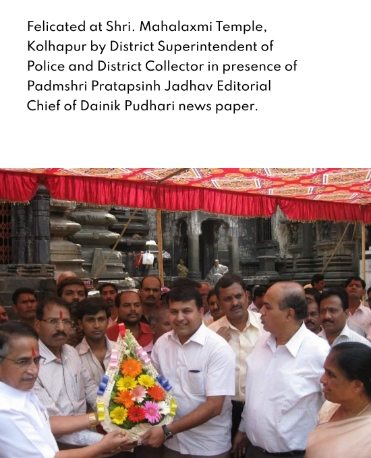 Felicated at Shri. Mahalaxmi Temple,
Kolhapur by District Superintendent of
Police and District Collector in presence of
Padmshri Pratapsinh Jadhav Editorial
Chief of Dainik Pudhari news paper.